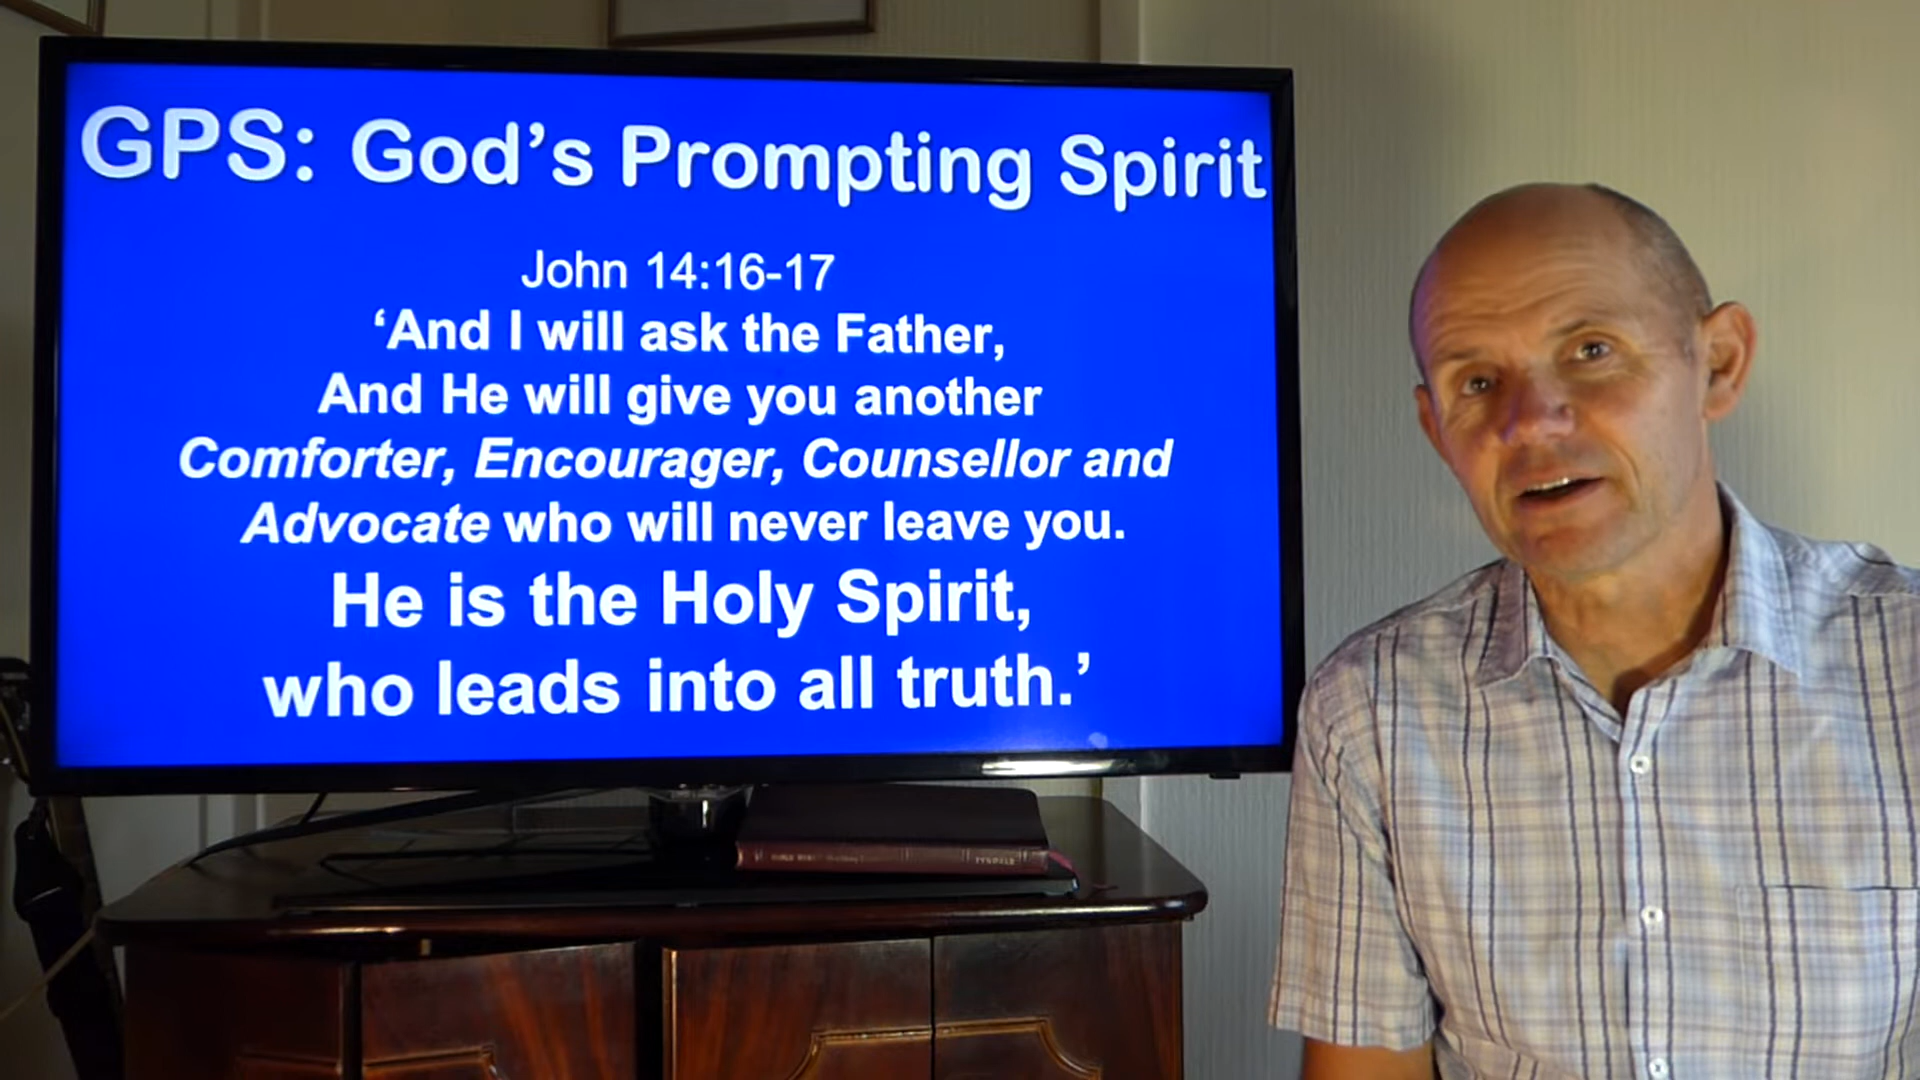 GPS: God’s Prompting Spirit
John 14:16-17
‘And I will ask the Father,
And He will give you another
Comforter, Encourager, Counsellor and
Advocate who will never leave you.
He is the Holy Spirit,
who leads into all truth.’
TYNDALE